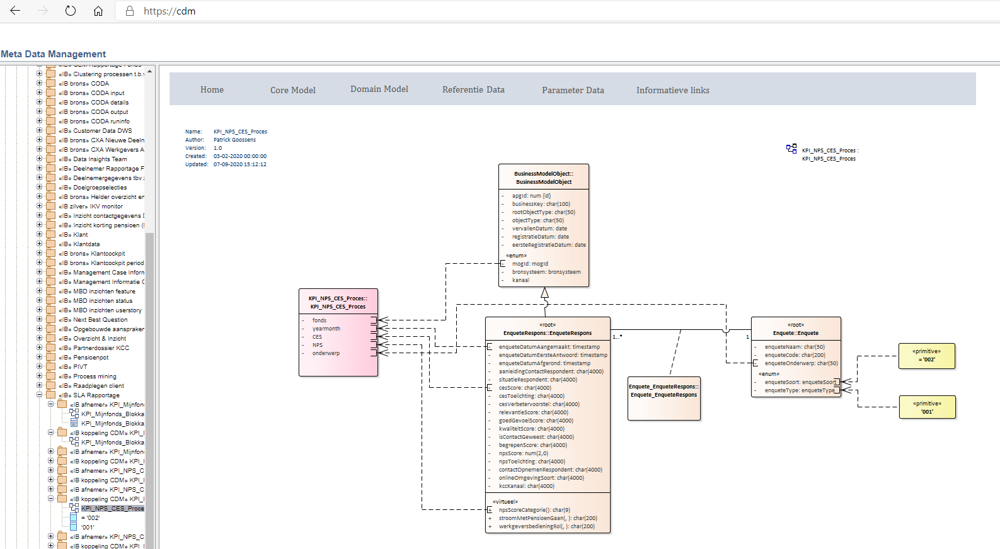 https://cdm
Meta Data Management
«IB» Clustering processen t.b.v
«IB brons» CODA
«IB brons» CODA input
«IB brons» CODA details
«IB brons» CODA output
«IB brons» CODA runinfo
«IB» Customer Data DWS
«IB brons» CXA Nieuwe Deeln
«IB brons» CXA Werkgevers A
«IB» Data Insights Team
«IB» Deelnemer Rapportage F
«IB» Deelnemergegevens tbv
«IB» Doelgroepselecties
«IB brons» Helder overzicht en
«IB zilver» IKV monitor
«IB» Inzicht contactgegevens
«IB» Inzicht korting pensioen (
«IB» Klant
«IB» Klantdata
«IB brons» Klantcockpit
«IB brons» Klantcockpit period
«IB» Management Case Inforn
«IB» Management Informatie
«IB» MBD inzichten feature
«IB» MBD inzichten status
«IB» MBD inzichten userstory
«IB» Next Best Question
«IB» Opgebouwde aanspraker
«IB» Overzicht & Inzicht
«IB» Partnerdossier KCC
«IB» Pensioenpot
«IB» PIVT
«IB» Process mining
«IB» Raadplegen client
«IB» SLA Rapportage
«IB afnemer» KPI_Mijnfon
KPI_Mijnfonds_Blokka
KPI_Mijnfonds_Blokka
«IB koppeling CDM» KPI_
KPI_Mijnfonds_Blokka
«IB afnemer» KPI_Mijnfon
«IB koppeling CDM» KPI_
«IB afnemer» KPI_NPS_C
«IB koppeling CDM» KPI_
«IB afnemer» KPI_NPS_C
«IB koppeling CDM» KPI_
KPI_NPS_CES_Proce
= '002'
'001'
«IB afnemer» KPI_NPS_C
«IB koppeling CDM» KPI_
Home Core Model Domain Model Referentie Data Parameter Data Informatieve links
Name: KPI_NPS_CES_Proces
Author: Patrick Goossens
Version: 1.0
Created: 03-02-2020 00:00:00
Updated: 07-09-2020 15:12:12
KPI_NPS_CES_Proces :
KPI_NPS_CES_Proces
BusinessModelObject::
BusinessModelObject
- apgId: num {id}
- businessKey: char(100)
- rootObjectType: char(50)
- objectType: char(50)
- vervallenDatum: date
- registratieDatum: date
- eersteRegistratieDatum: date
«enum»
- mogId: mogId
- bronsysteem: bronsysteem
- kanaal
KPI_NPS_CES_Proces::
KPI_NPS_CES_Proces
- fonds
- yearmonth
- CES
- NPS
- onderwerp
«root»
EnqueteRespons::EnqueteRespons
- enqueteDatumAangemaakt: timestamp
- enqueteDatumEersteAntwoord: timestamp
- enqueteDatumAfgerond: timestamp
- aanleidingContactRespondent: char(4000)
- situatieRespondent: char(4000)
- cesScore: char(4000)
- cesToelichting: char(4000)
- cesVerbetervoorstel: char(4000)
- relevantieScore: char(4000)
- goedGevoelScore: char(4000)
- kwaliteitScore: char(4000)
- isContactGeweest: char(4000)
- begrepenScore: char(4000)
- npsScore: num(2,0)
- npsToelichting: char(4000)
- contactOpnemenRespondent: char(4000)
- onlineOmgevingSoort: char(4000)
- kccKanaal: char(4000)
«virtueel»
+ npsScoreCategorie(): char(9)
+ stroomMetPensioenGaan(, ): char(200)
+ werkgeversbedieningRol(, ): char(200)
1..*
1
Enquete_EnqueteRespons::
Enquete_EnqueteRespons
«root»
Enquete::Enquete
- enqueteNaam: char(50)
- enqueteCode: char(200)
- enqueteOnderwerp: char(50)
«enum»
- enqueteSoort: enqueteSoort
- enqueteType: enqueteType
«primitive»
= '002'
«primitive»
'001'